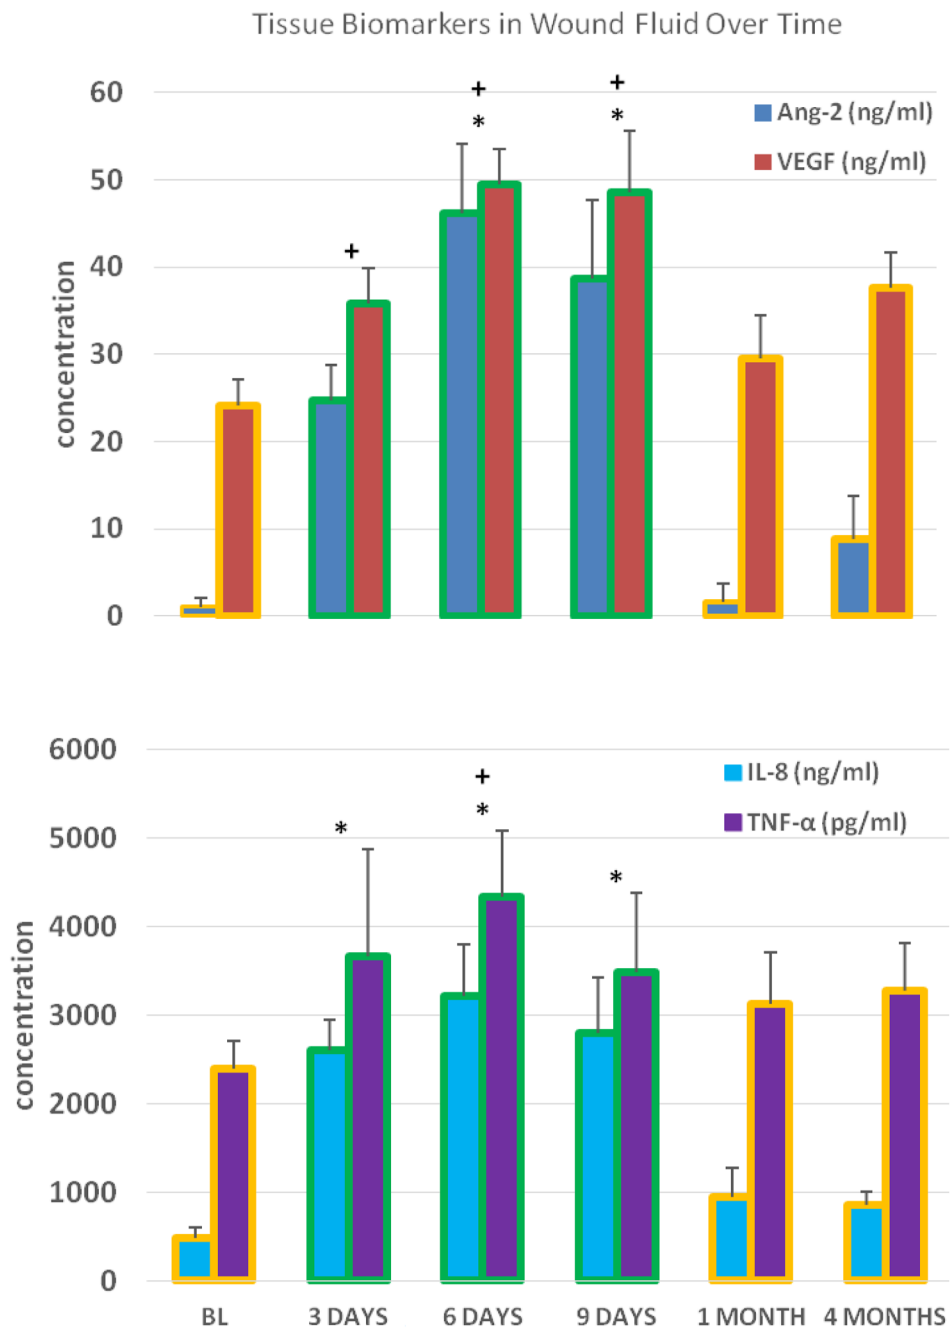 Tissue Biomarkers in Wound Fluid Over Time
60
50
40
30
20
10
0
concentration
+
*
+
*
+
Ang-2 (ng/ml)
VEGF (ng/ml)
6000
5000
4000
3000
2000
1000
0
concentration
*
+
*
*
IL-8 (ng/ml)
TNF-α (pg/ml)
BL 3 DAYS 6 DAYS 9 DAYS 1 MONTH 4 MONTHS